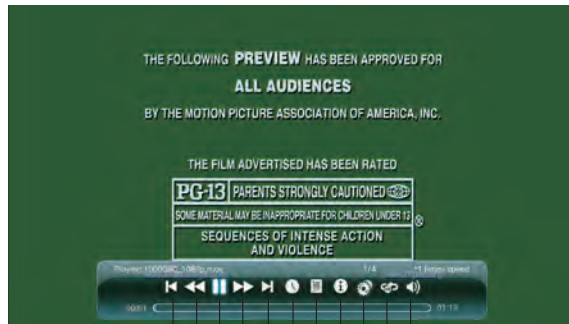 THE FOLLOWING PREVIEW HAS BEEN APPROVED FOR
ALL AUDIENCES
BY THE MOTION PICTURE ASSOCIATION OF AMERICA, INC.
THE FILM ADVERTISED HAS BEEN RATED
PG-13 PARENTS STRONGLY CAUTIONED
SOME MATERIAL MAY BE INAPPROPRIATE FOR CHILDREN UNDER 13
SEQUENCES OF INTENSE ACTION
AND VIOLENCE
1/4
00:01 01:13